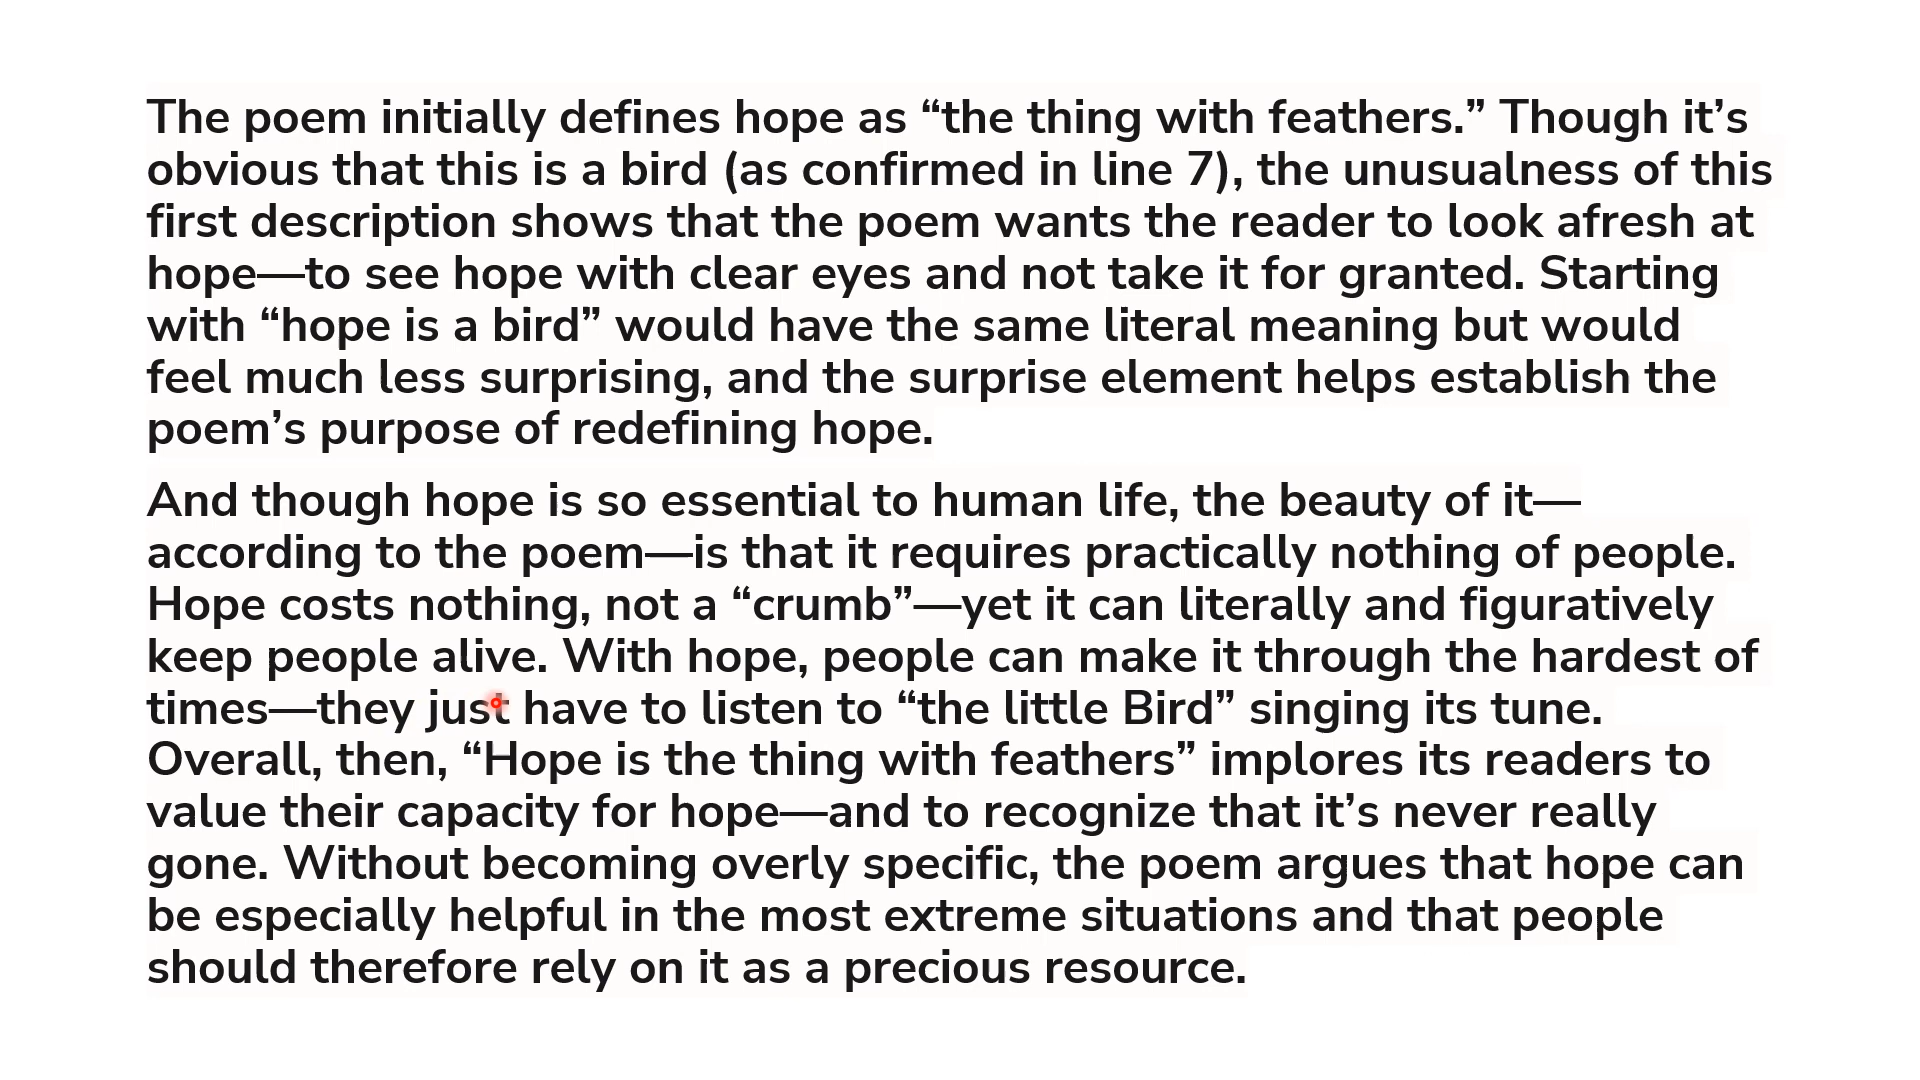 The poem initially defines hope as “the thing with feathers.” Though it’s
obvious that this is a bird (as confirmed in line 7), the unusualness of this
first description shows that the poem wants the reader to look afresh at
hope—to see hope with clear eyes and not take it for granted. Starting
with “hope is a bird” would have the same literal meaning but would
feel much less surprising, and the surprise element helps establish the
poem’s purpose of redefining hope.
And though hope is so essential to human life, the beauty of it—
according to the poem—is that it requires practically nothing of people.
Hope costs nothing, not a “crumb”—yet it can literally and figuratively
keep people alive. With hope, people can make it through the hardest of
times—they just have to listen to “the little Bird” singing its tune.
Overall, then, “Hope is the thing with feathers” implores its readers to
value their capacity for hope—and to recognize that it’s never really
gone. Without becoming overly specific, the poem argues that hope can
be especially helpful in the most extreme situations and that people
should therefore rely on it as a precious resource.